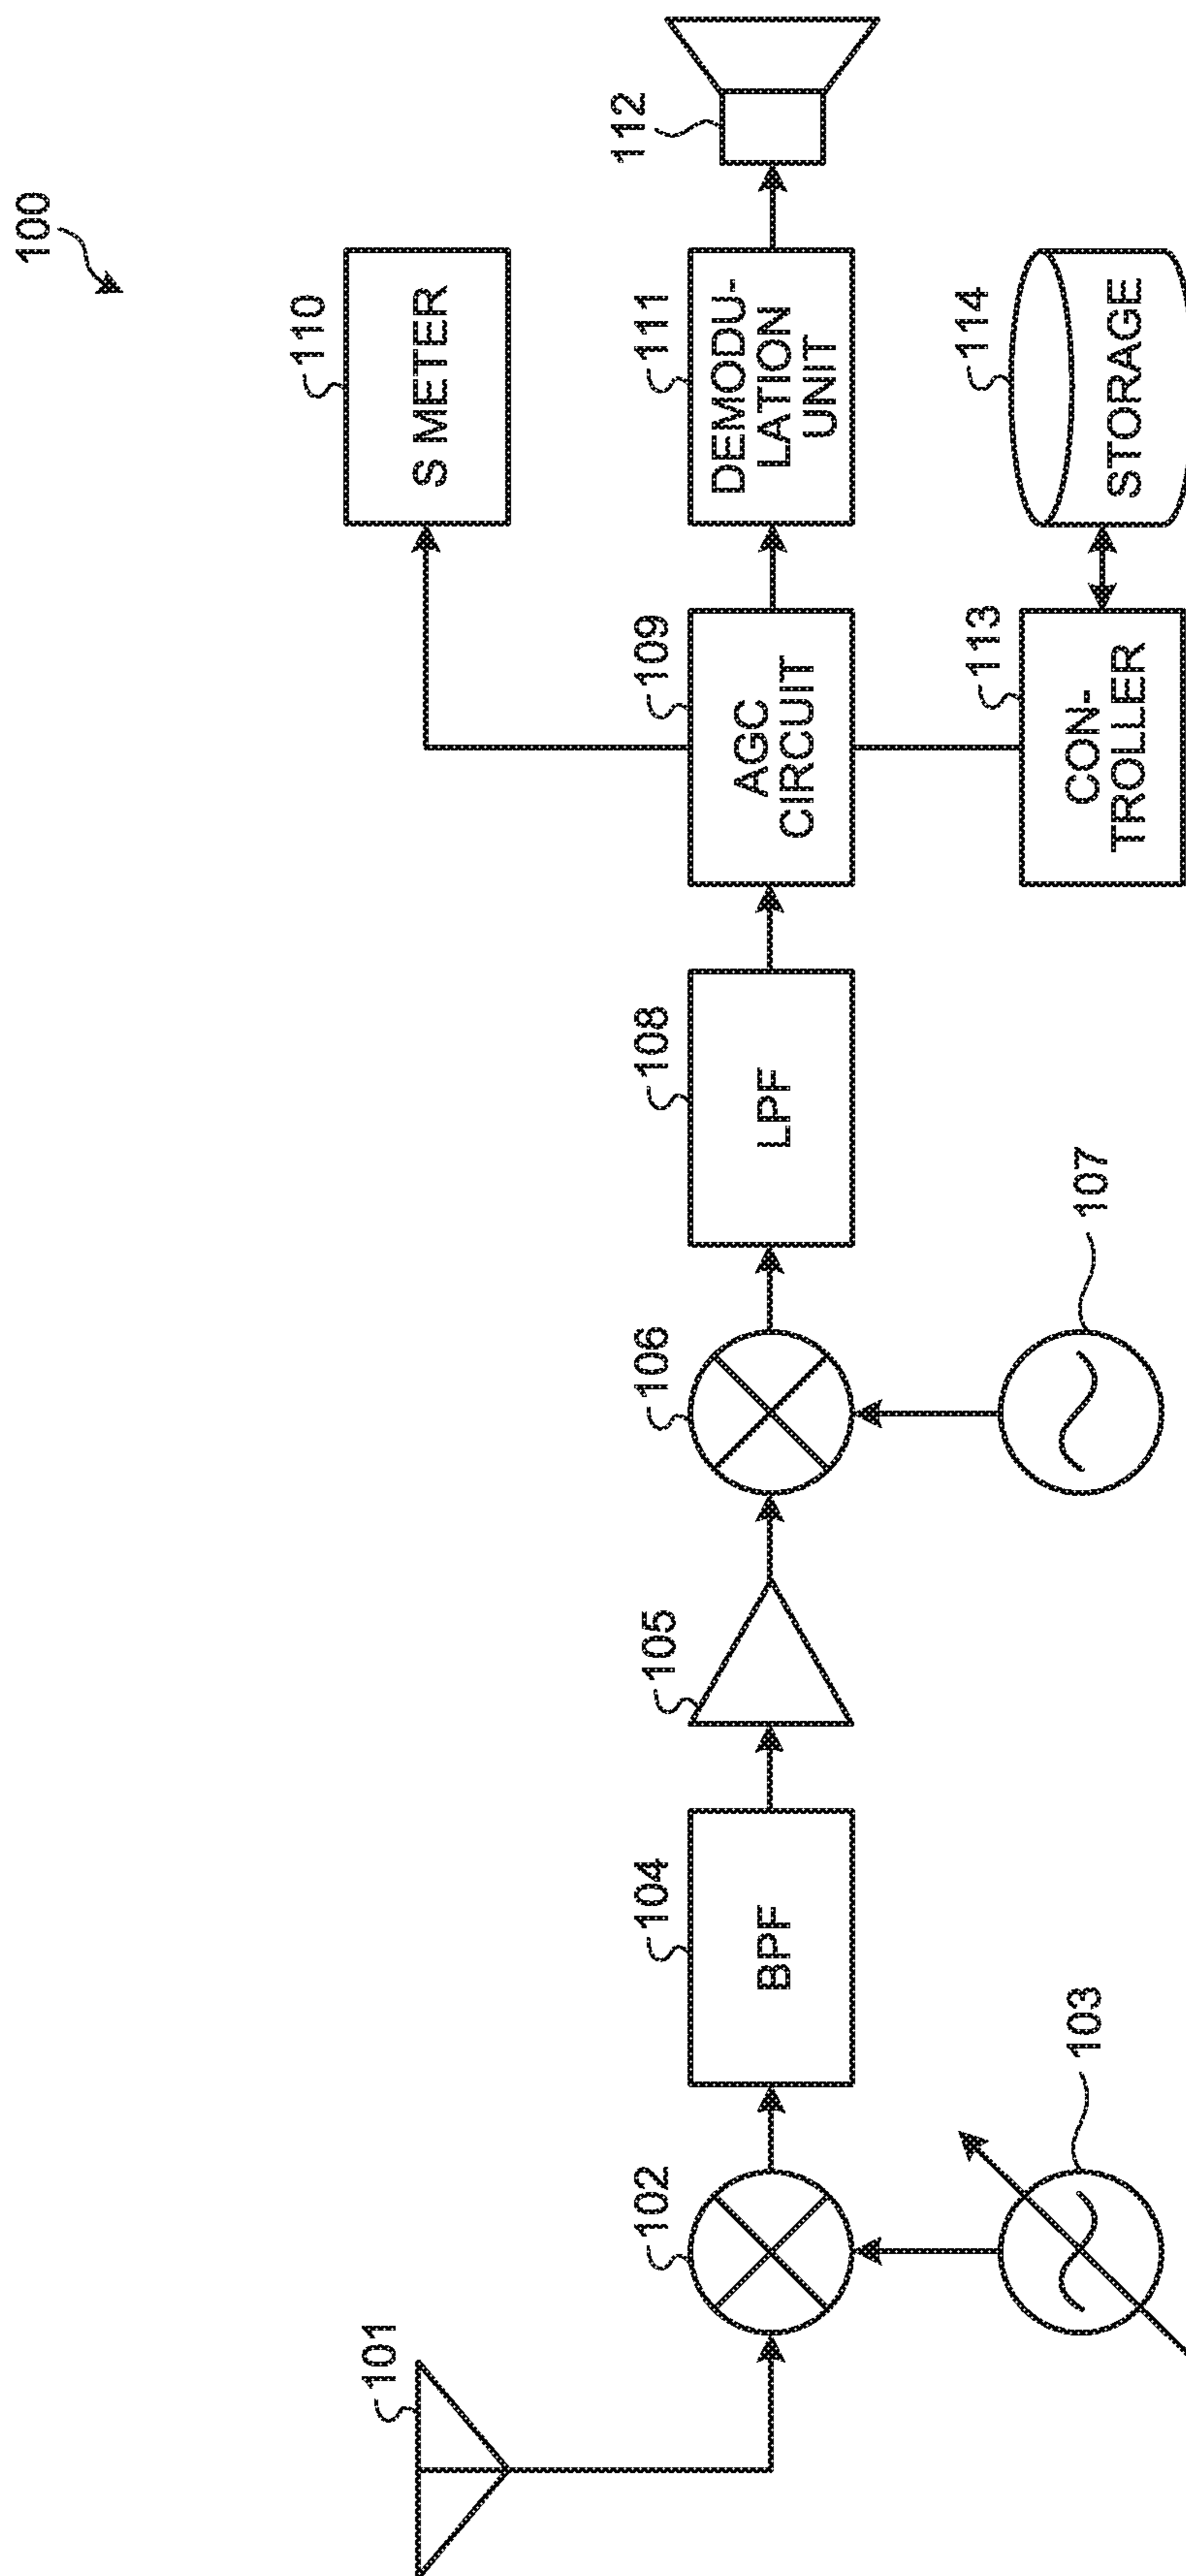 100
110
S METER
112
101
102
104
BPF
105
106
108
LPF
109
AGC
CIRCUIT
111
DEMODU-
LATION
UNIT
103
107
113
CON-
TROLLER
114
STORAGE